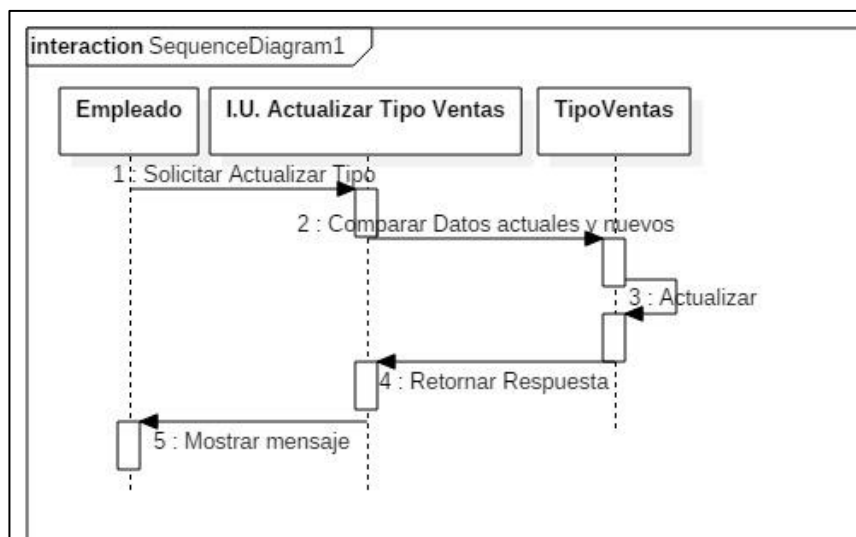 interaction SequenceDiagram1
Empleado
I.U. Actualizar Tipo Ventas
TipoVentas
1 : Solicitar Actualizar Tipo
2 : Comparar Datos actuales y nuevos
3 : Actualizar
4 : Retornar Respuesta
5 : Mostrar mensaje